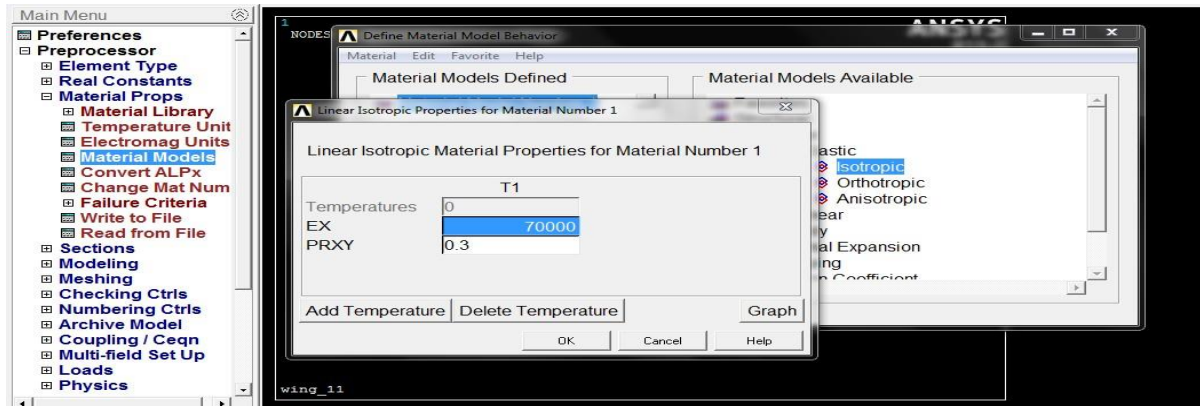 Main Menu
Preferences
Preprocessor
Element Type
Real Constants
Material Props
Material Library
Temperature Unit
Electromag Units
Material Models
Convert ALPx
Change Mat Num
Failure Criteria
Write to File
Read from File
Sections
Modeling
Meshing
Checking Ctrls
Numbering Ctrls
Archive Model
Coupling / Ceqn
Multi-field Set Up
Loads
Physics
1
NODES
ANSYS
Define Material Model Behavior
Material Edit Favorite Help
Material Models Defined
Material Models Available
astic
Isotropic
Orthotropic
Anisotropic
ear
y
al Expansion
ng
n Coefficient
Linear Isotropic Properties for Material Number 1
Linear Isotropic Material Properties for Material Number 1
T1
Temperatures 0
EX 70000
PRXY 0.3
Add Temperature Delete Temperature Graph
OK Cancel Help
wing_11